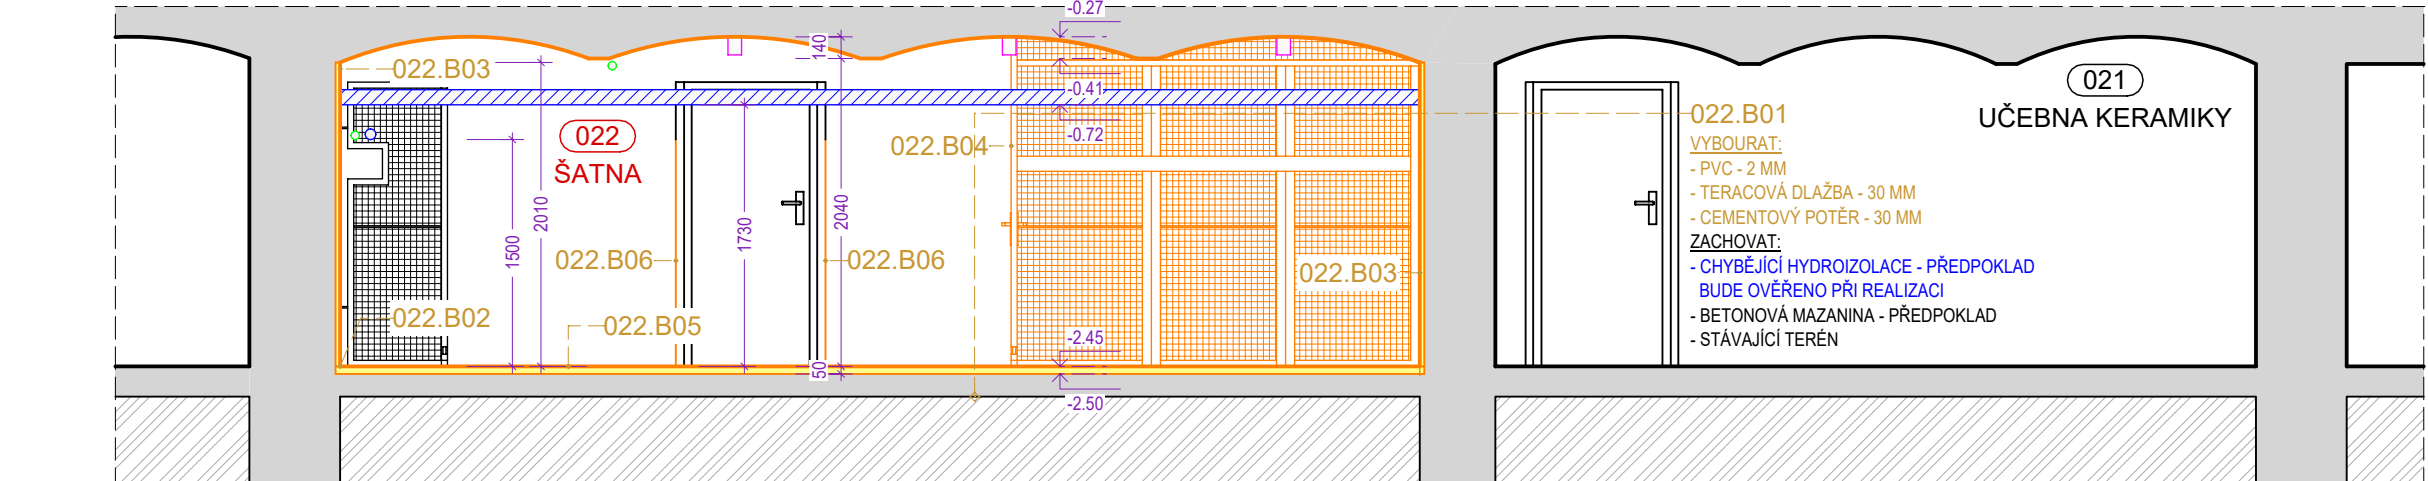 -0.27
140
022.B03
-0.41
-0.72
022
ŠATNA
022.B04
2010
1500
1730
2040
022.B06
022.B06
022.B03
022.B02
022.B05
-2.45
50
-2.50
021
UČEBNA KERAMIKY
022.B01
VYBOURAT:
- PVC - 2 MM
- TERACOVÁ DLAŽBA - 30 MM
- CEMENTOVÝ POTĚR - 30 MM
ZACHOVAT:
- CHYBĚJÍCÍ HYDROIZOLACE - PŘEDPOKLAD
BUDE OVĚŘENO PŘI REALIZACI
- BETONOVÁ MAZANINA - PŘEDPOKLAD
- STÁVAJÍCÍ TERÉN